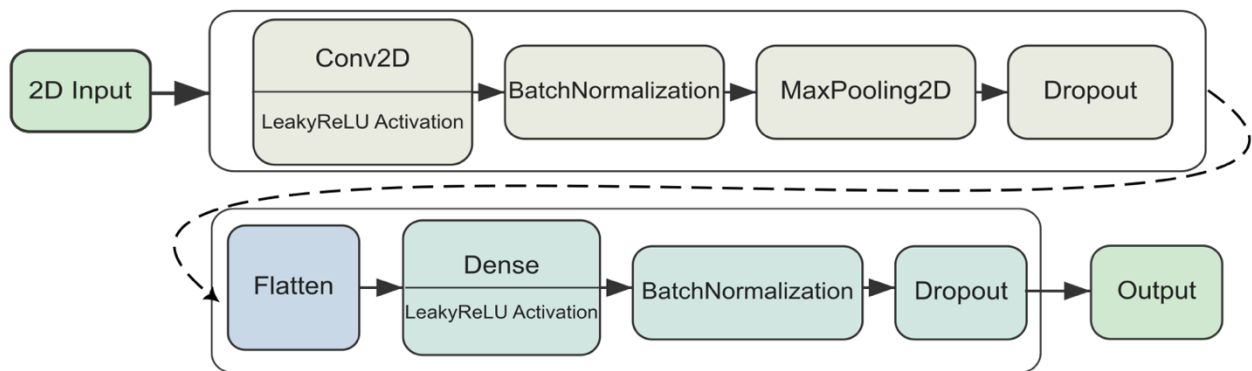 2D Input
Conv2D
LeakyReLU Activation
BatchNormalization
MaxPooling2D
Dropout
Flatten
Dense
LeakyReLU Activation
BatchNormalization
Dropout
Output